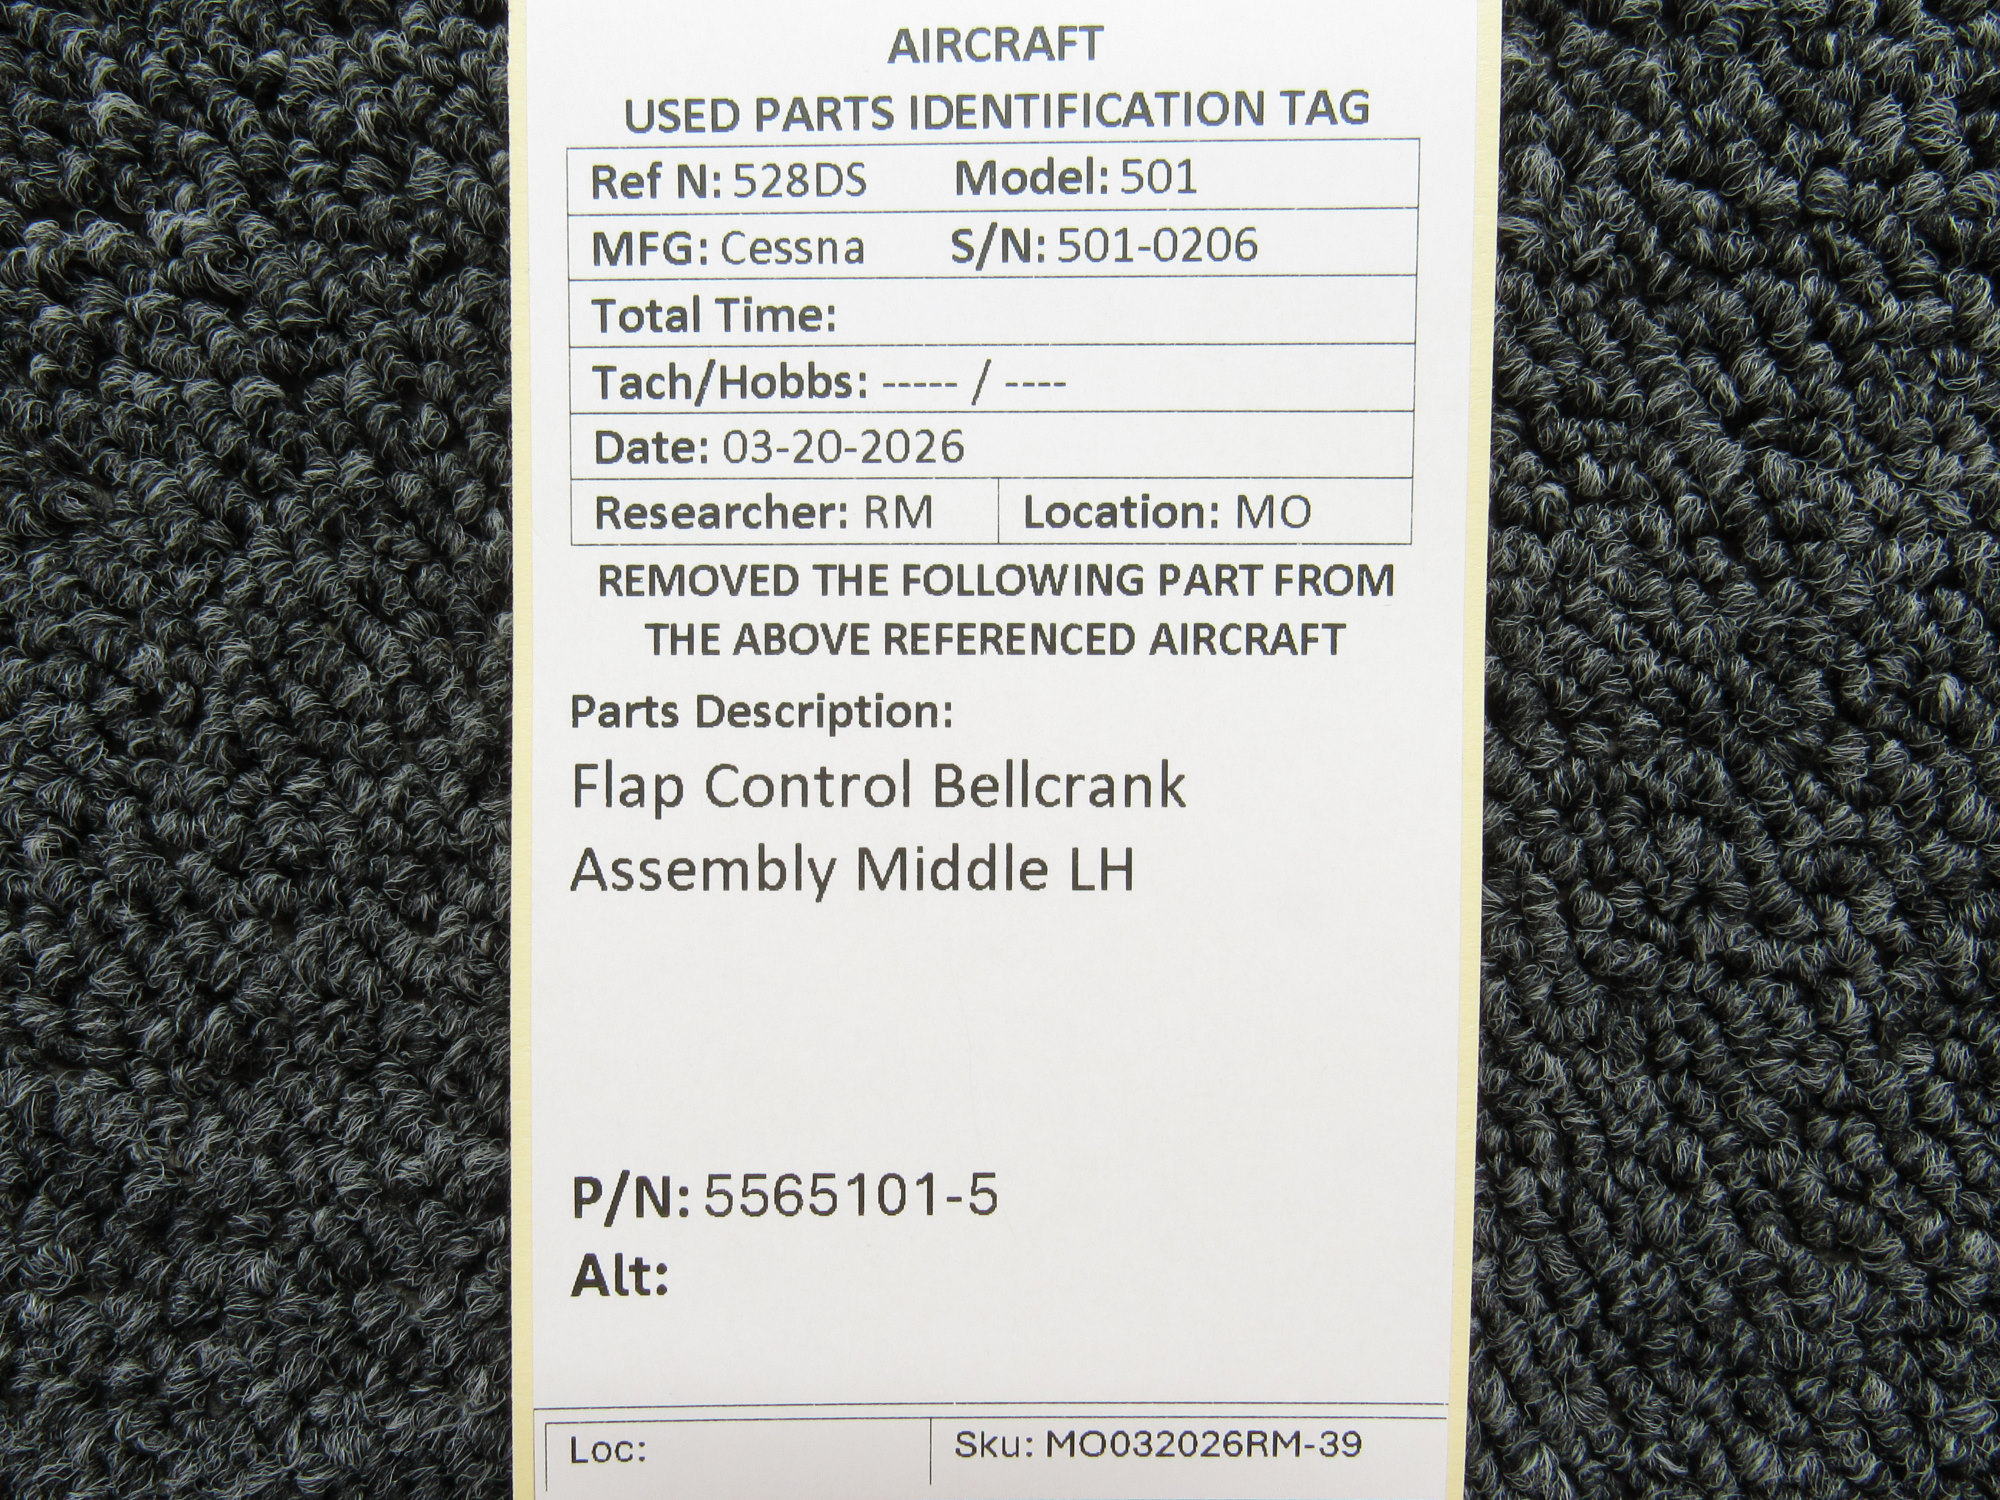 AIRCRAFT
USED PARTS IDENTIFICATION TAG
Ref N: 528DS Model: 501
MFG: Cessna S/N: 501-0206
Total Time:
Tach/Hobbs: ----- / ----
Date: 03-20-2026
Researcher: RM Location: MO
REMOVED THE FOLLOWING PART FROM
THE ABOVE REFERENCED AIRCRAFT
Parts Description:
Flap Control Bellcrank
Assembly Middle LH
P/N: 5565101-5
Alt:
Loc: Sku: MO032026RM-39